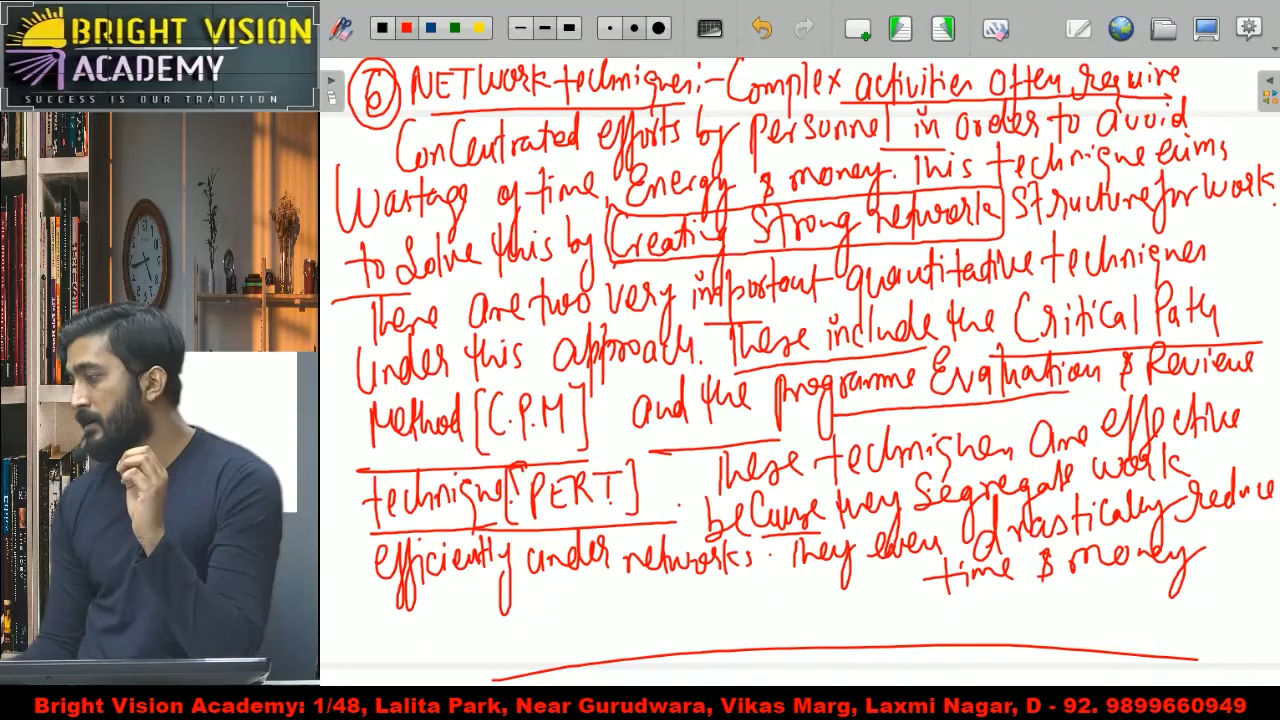 BRIGHT VISION
ACADEMY
SUCCESS IS OUR TRADITION
⑥ NETWork techniques:- Complex activities often require
Concentrated efforts by personnel in order to avoid
Wastage of time, Energy & money. This technique aims
to Solve this by Creating Strong network Structure for work.
There are two very important quantitative techniques
Under this approach. These include the Critical Path
Method [C.P.M] and the programme Evaluation & Review
technique [PERT]. These techniques are effective
because they Segregate work
efficiently under networks. They even drastically reduce
time & money
Bright Vision Academy: 1/48, Lalita Park, Near Gurudwara, Vikas Marg, Laxmi Nagar, D - 92. 9899660949